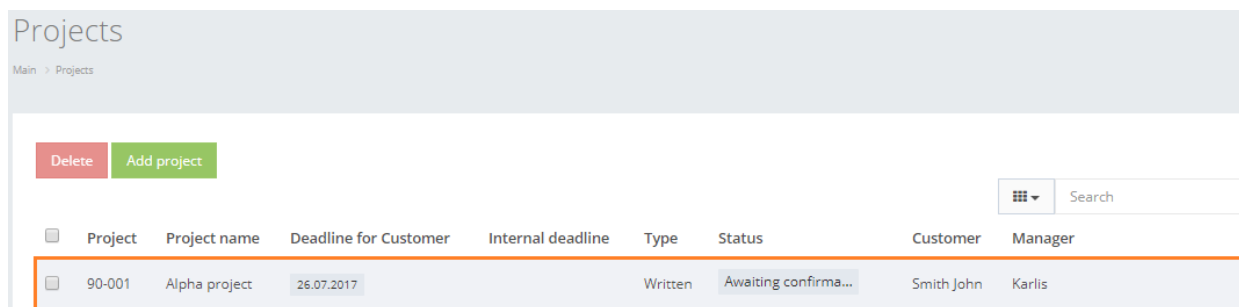 Projects
Main > Projects
Delete Add project
Search
Project Project name Deadline for Customer Internal deadline Type Status Customer Manager
90-001 Alpha project 26.07.2017 Written Awaiting confirma... Smith John Karlis